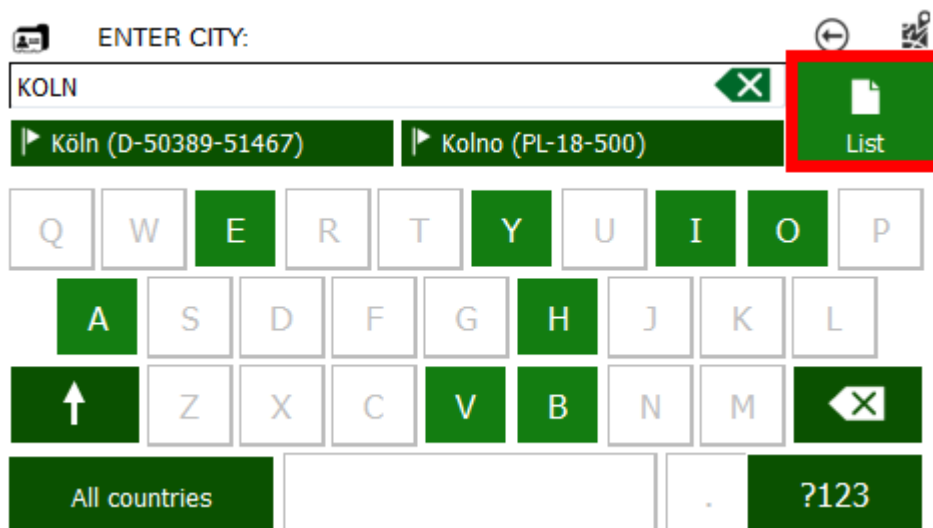 ENTER CITY:
KOLN
Köln (D-50389-51467)
Kolno (PL-18-500)
List
Q W E R T Y U I O P
A S D F G H J K L
Z X C V B N M
All countries . ?123